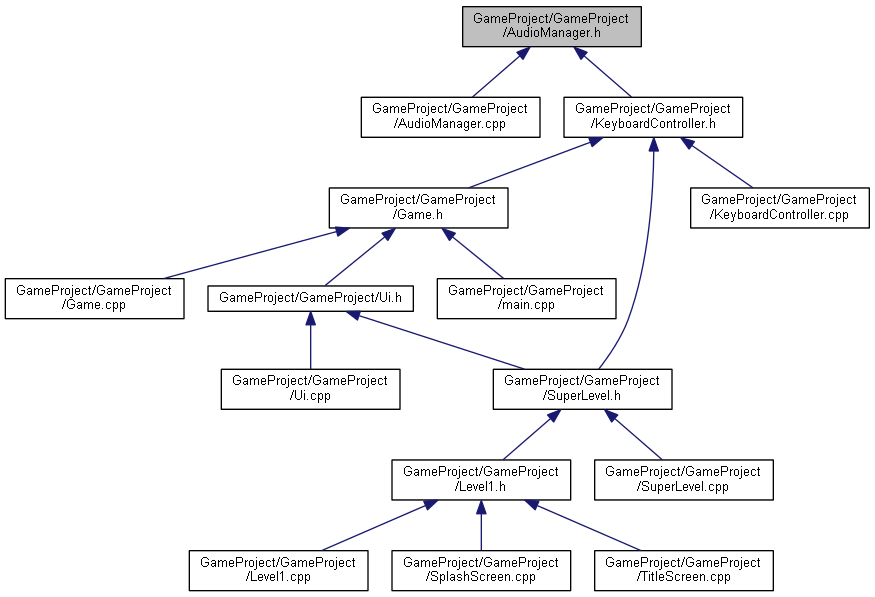 GameProject/GameProject
/AudioManager.h
GameProject/GameProject
/AudioManager.cpp
GameProject/GameProject
/KeyboardController.h
GameProject/GameProject
/Game.h
GameProject/GameProject
/KeyboardController.cpp
GameProject/GameProject
/Game.cpp
GameProject/GameProject/Ui.h
GameProject/GameProject
/main.cpp
GameProject/GameProject
/Ui.cpp
GameProject/GameProject
/SuperLevel.h
GameProject/GameProject
/Level1.h
GameProject/GameProject
/SuperLevel.cpp
GameProject/GameProject
/Level1.cpp
GameProject/GameProject
/SplashScreen.cpp
GameProject/GameProject
/TitleScreen.cpp